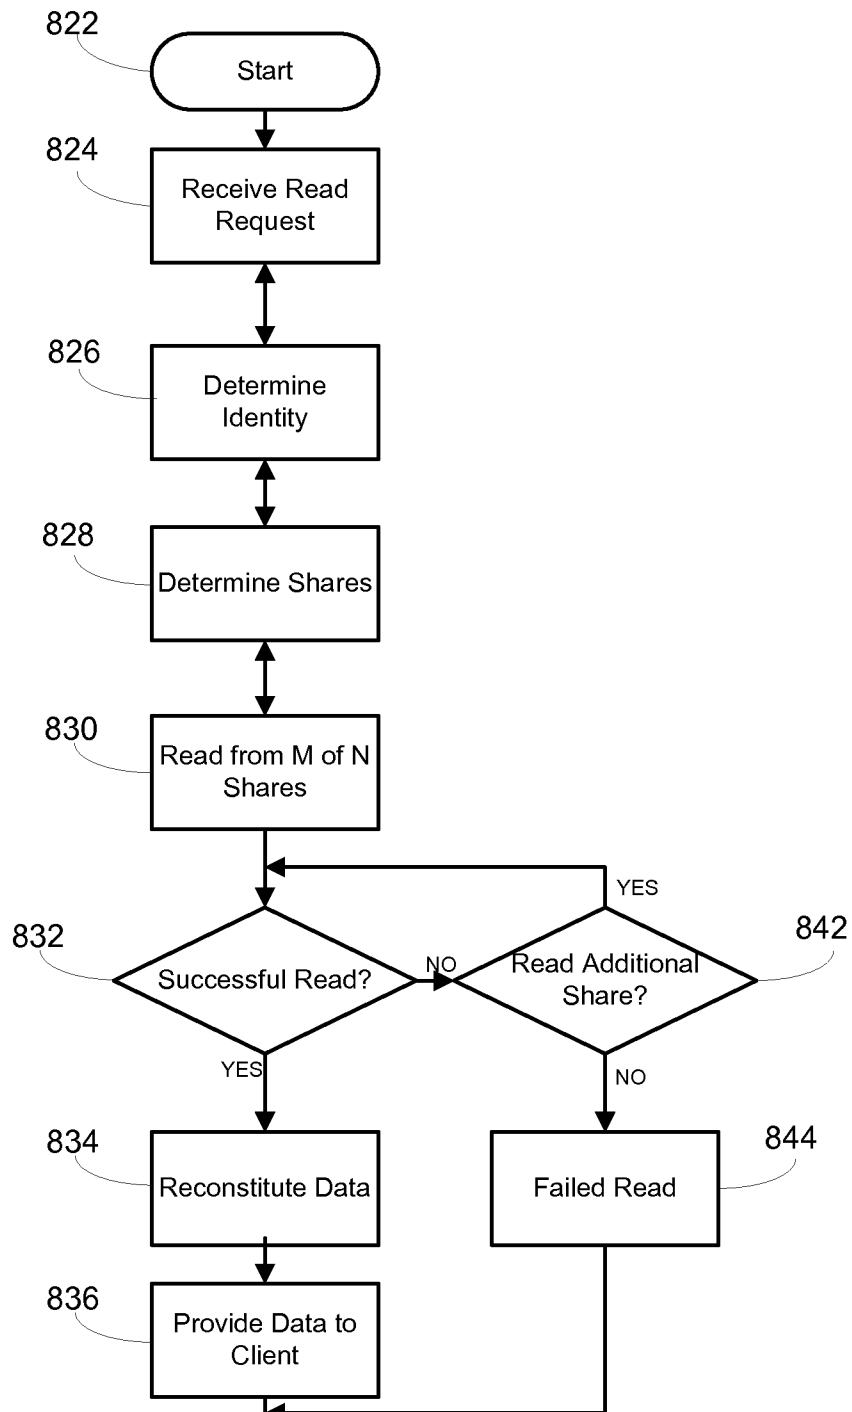 822
Start
824
Receive Read
Request
826
Determine
Identity
828
Determine Shares
830
Read from M of N
Shares
YES
832
Successful Read?
NO
Read Additional
Share?
842
YES
NO
834
Reconstitute Data
Failed Read
844
836
Provide Data to
Client